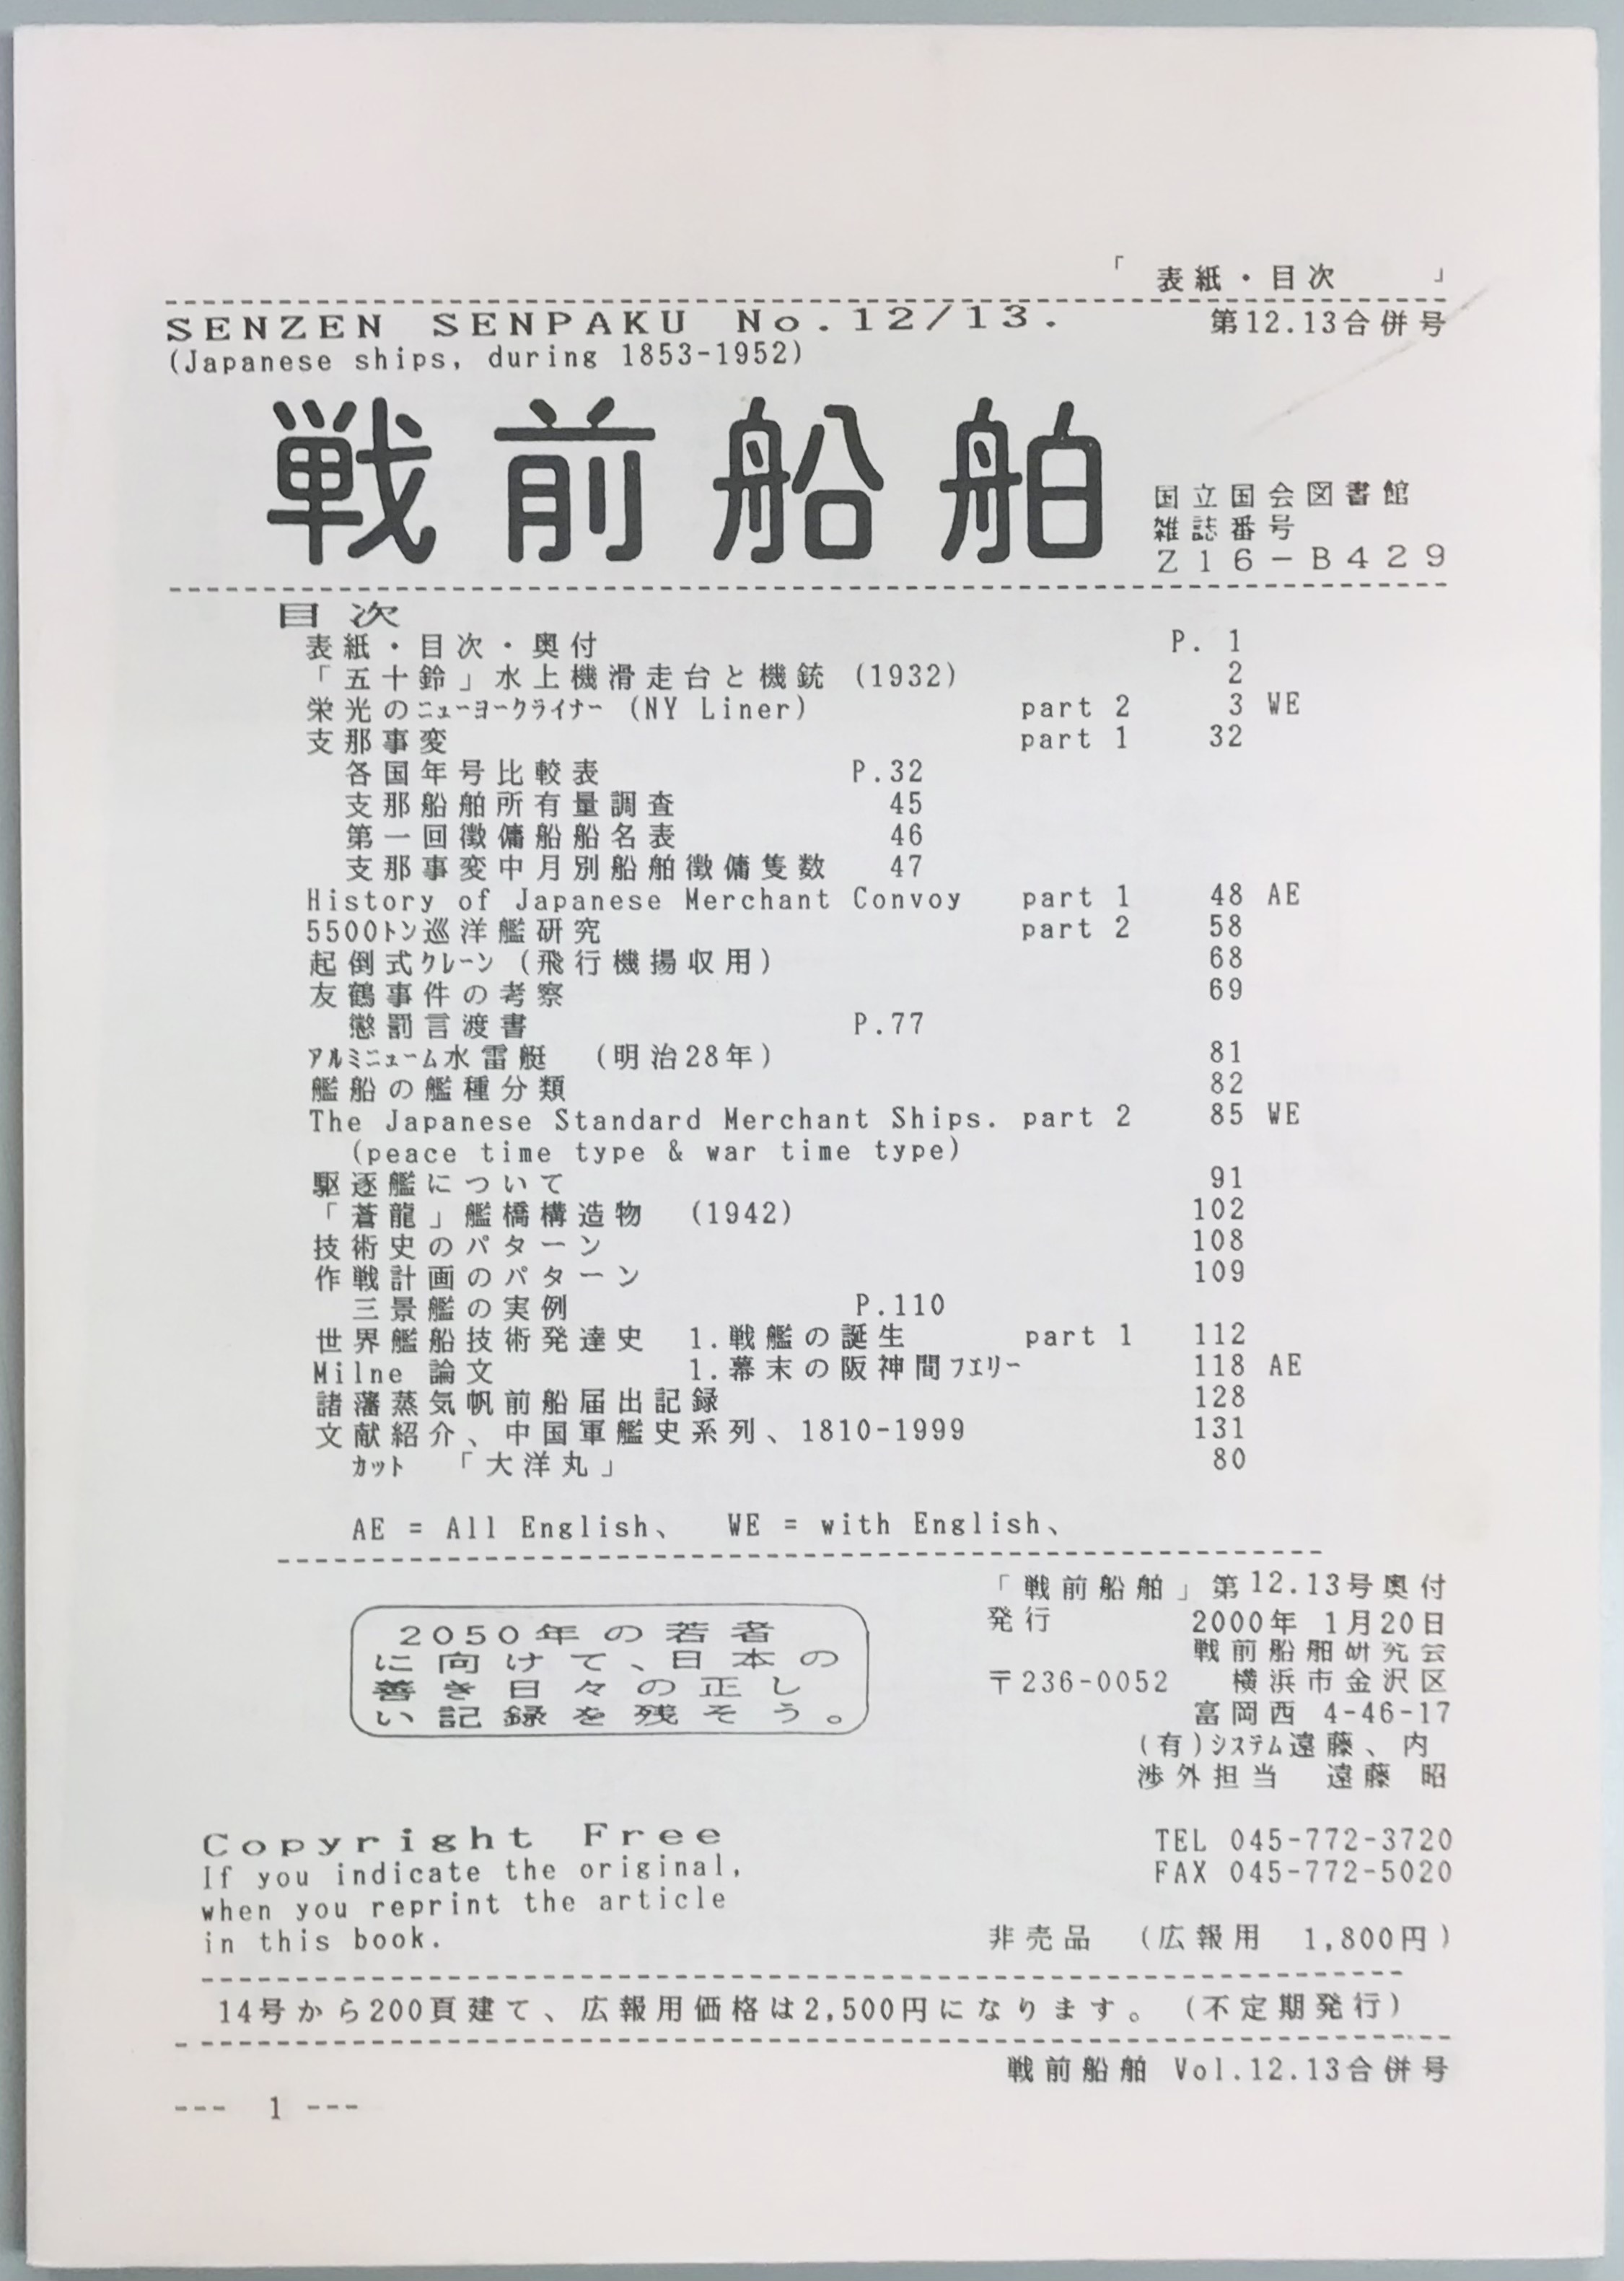 「 表紙・目次 」
SENZEN SENPAKU No.12/13. 第12.13合併号
(Japanese ships, during 1853-1952)
戦前船舶
国立国会図書館
雑誌番号
Z16-B429
目次
表紙・目次・奥付 P. 1
「五十鈴」水上機滑走台と機銃 (1932) 2
栄光のﾆｭｰﾖｰｸﾗｲﾅｰ (NY Liner) part 2 3 WE
支那事変 part 1 32
各国年号比較表 P.32
支那船舶所有量調査 45
第一回徴傭船船名表 46
支那事変中月別船舶徴傭隻数 47
History of Japanese Merchant Convoy part 1 48 AE
5500ﾄﾝ巡洋艦研究 part 2 58
起倒式ｸﾚｰﾝ (飛行機揚収用) 68
友鶴事件の考察 69
懲罰言渡書 P.77
ｱﾙﾐﾆｭｰﾑ水雷艇 (明治28年) 81
艦船の艦種分類 82
The Japanese Standard Merchant Ships. part 2 85 WE
(peace time type & war time type)
駆逐艦について 91
「蒼龍」艦橋構造物 (1942) 102
技術史のパターン 108
作戦計画のパターン 109
三景艦の実例 P.110
世界艦船技術発達史 1.戦艦の誕生 part 1 112
Milne 論文 1.幕末の阪神間ﾌｴﾘｰ 118 AE
諸藩蒸気帆前船届出記録 128
文献紹介、中国軍艦史系列、1810-1999 131
ｶｯﾄ 「大洋丸」 80
AE = All English、 WE = with English、
「戦前船舶」第12.13号奥付
発行 2000年 1月20日
戦前船舶研究会
〒236-0052 横浜市金沢区
富岡西 4-46-17
(有)ｼｽﾃﾑ遠藤、内
渉外担当 遠藤 昭
2050年の若者
に向けて、日本の
善き日々の正し
い記録を残そう。
TEL 045-772-3720
FAX 045-772-5020
Copyright Free
If you indicate the original,
when you reprint the article
in this book.
非売品 (広報用 1,800円)
14号から200頁建て、広報用価格は2,500円になります。(不定期発行)
戦前船舶 Vol.12.13合併号
--- 1 ---